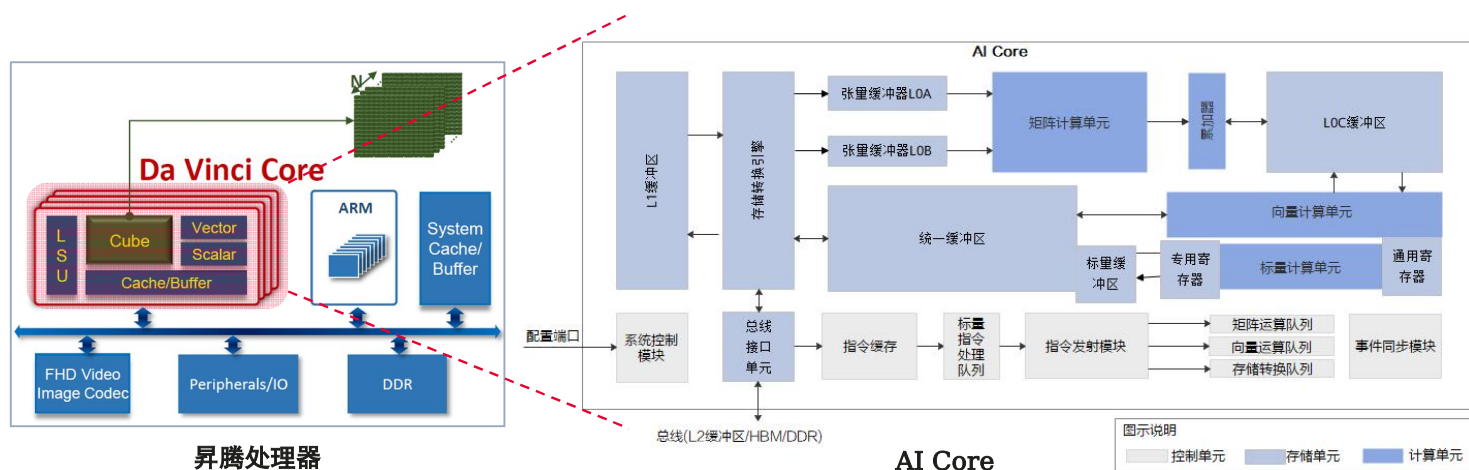 N
Da Vinci Core
L
S
U
Cube
Vector
Scalar
Cache/Buffer
ARM
System
Cache/
Buffer
FHD Video
Image Codec
Peripherals/IO
DDR
昇腾处理器
AI Core
L1缓冲区
存储转换引擎
张量缓冲器L0A
张量缓冲器L0B
矩阵计算单元
累加器
L0C缓冲区
统一缓冲区
向量计算单元
标量缓
冲区
专用寄
存器
标量计算单元
通用寄
存器
配置端口
系统控制
模块
总线
接口
单元
指令缓存
标量
指令
处理
队列
指令发射模块
矩阵运算队列
向量运算队列
存储转换队列
事件同步模块
总线(L2缓冲区/HBM/DDR)
AI Core
图示说明
控制单元
存储单元
计算单元